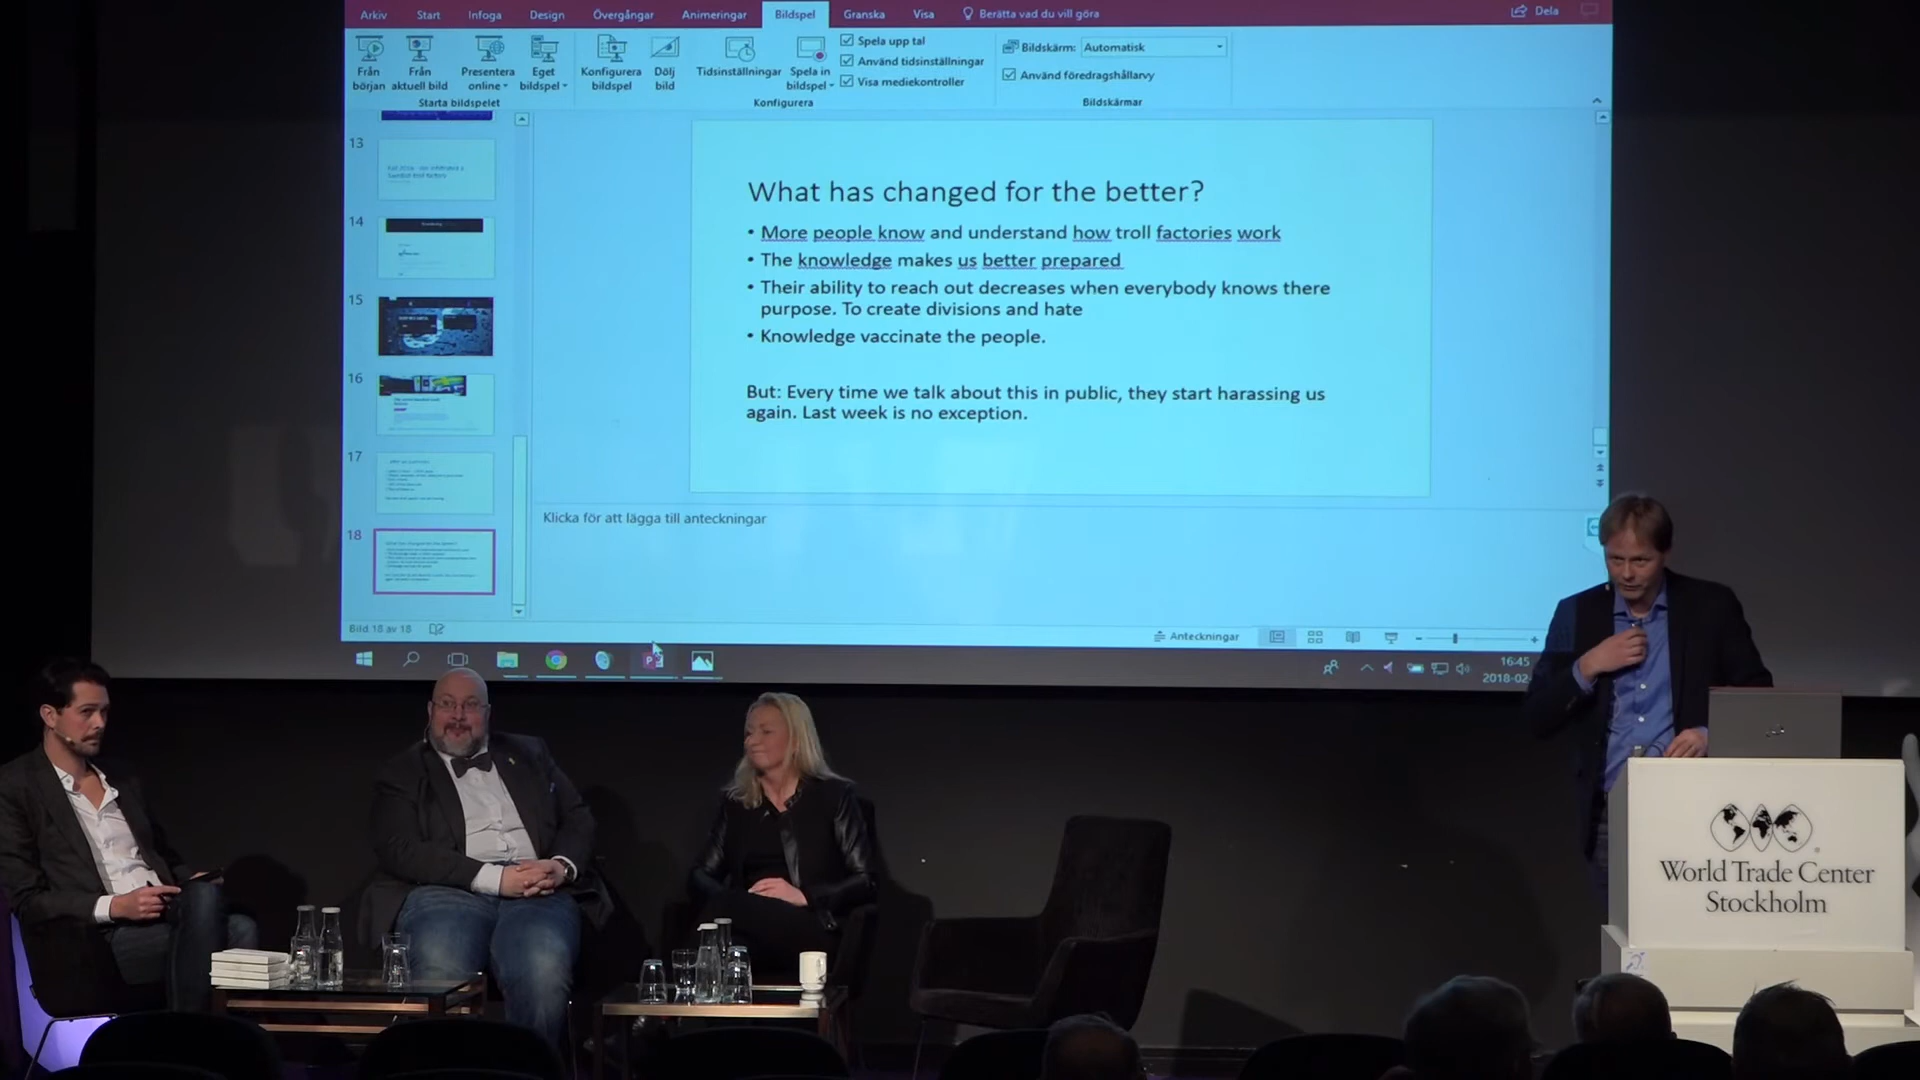 Arkiv Start Infoga Design Övergångar Animeringar Bildspel Granska Visa Berätta vad du vill göra Dela
Från början
Från aktuell bild
Presentera online
Eget bildspel
Starta bildspelet
Konfigurera bildspel
Dölj bild
Tidsinställningar
Spela in bildspel
Spela upp tal
Använd tidsinställningar
Visa mediekontroller
Konfigurera
Bildskärm: Automatisk
Använd föredragshållarvy
Bildskärmar
13
14
15
16
17
18
What has changed for the better?
• More people know and understand how troll factories work
• The knowledge makes us better prepared
• Their ability to reach out decreases when everybody knows there
purpose. To create divisions and hate
• Knowledge vaccinate the people.
But: Every time we talk about this in public, they start harassing us
again. Last week is no exception.
Klicka för att lägga till anteckningar
Bild 18 av 18
Anteckningar
16:45
2018-02-
World Trade Center
Stockholm